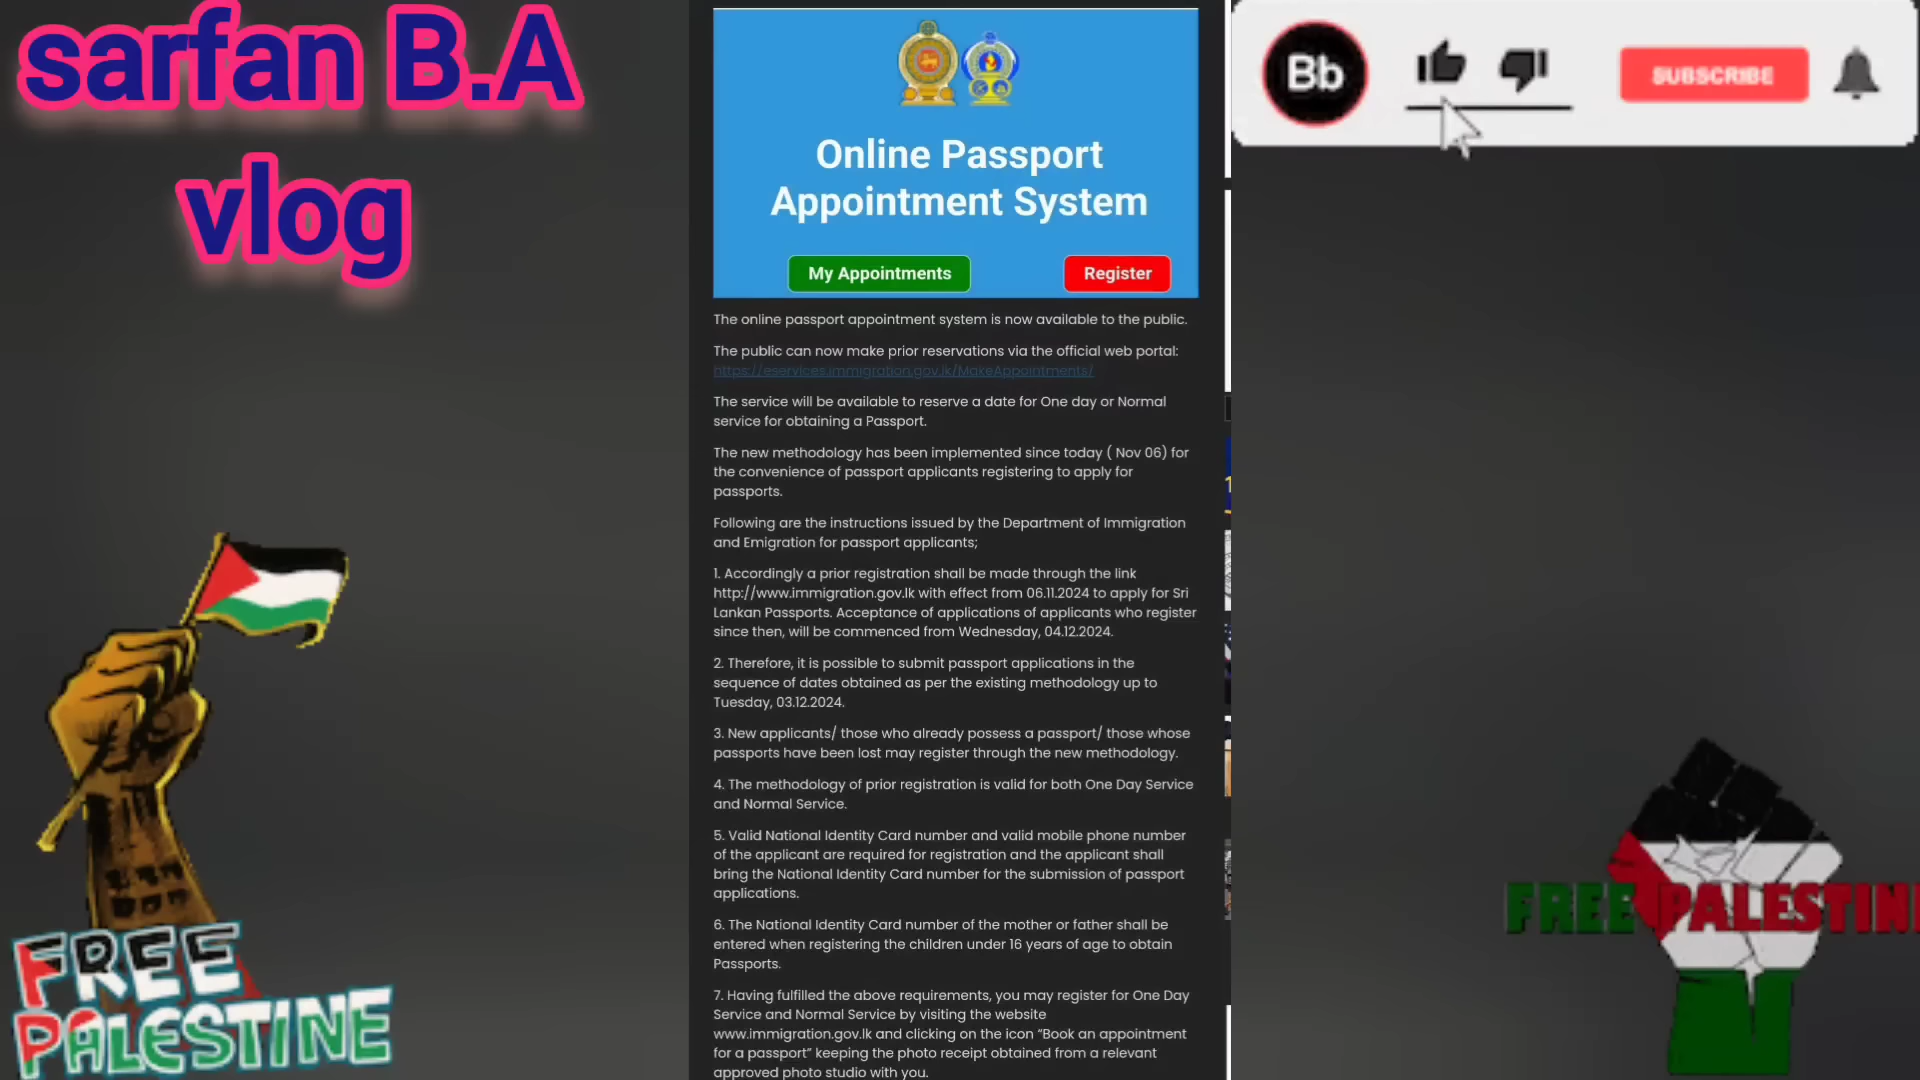 sarfan B.A
vlog
Online Passport
Appointment System
My Appointments
Register
The online passport appointment system is now available to the public.
The public can now make prior reservations via the official web portal:
https://eservices.immigration.gov.lk/MakeAppointments/
The service will be available to reserve a date for One day or Normal
service for obtaining a Passport.
The new methodology has been implemented since today ( Nov 06) for
the convenience of passport applicants registering to apply for
passports.
Following are the instructions issued by the Department of Immigration
and Emigration for passport applicants;
1. Accordingly a prior registration shall be made through the link
http://www.immigration.gov.lk with effect from 06.11.2024 to apply for Sri
Lankan Passports. Acceptance of applications of applicants who register
since then, will be commenced from Wednesday, 04.12.2024.
2. Therefore, it is possible to submit passport applications in the
sequence of dates obtained as per the existing methodology up to
Tuesday, 03.12.2024.
3. New applicants/ those who already possess a passport/ those whose
passports have been lost may register through the new methodology.
4. The methodology of prior registration is valid for both One Day Service
and Normal Service.
5. Valid National Identity Card number and valid mobile phone number
of the applicant are required for registration and the applicant shall
bring the National Identity Card number for the submission of passport
applications.
6. The National Identity Card number of the mother or father shall be
entered when registering the children under 16 years of age to obtain
Passports.
7. Having fulfilled the above requirements, you may register for One Day
Service and Normal Service by visiting the website
www.immigration.gov.lk and clicking on the icon “Book an appointment
for a passport” keeping the photo receipt obtained from a relevant
approved photo studio with you.
Bb
SUBSCRIBE
FREE
PALESTINE
FREE PALESTIN